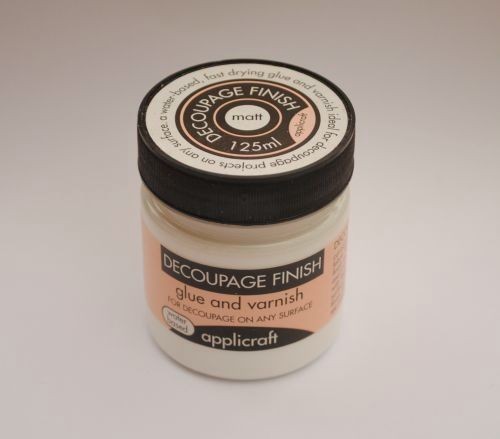 a water-based, fast drying glue and varnish ideal for decoupage projects on any surface.
DECOUPAGE FINISH
matt
applicraft
125ml
DECOUPAGE FINISH
glue and varnish
FOR DECOUPAGE ON ANY SURFACE
water
based
applicraft